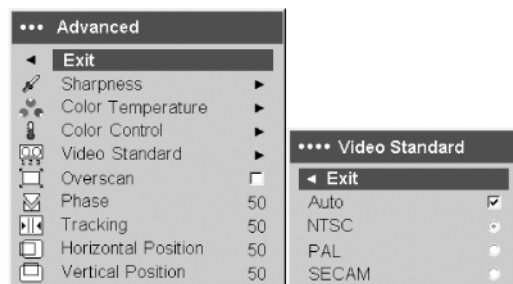 ••• Advanced
Exit
Sharpness
Color Temperature
Color Control
Video Standard
Overscan
Phase 50
Tracking 50
Horizontal Position 50
Vertical Position 50
•••• Video Standard
Exit
Auto
NTSC
PAL
SECAM